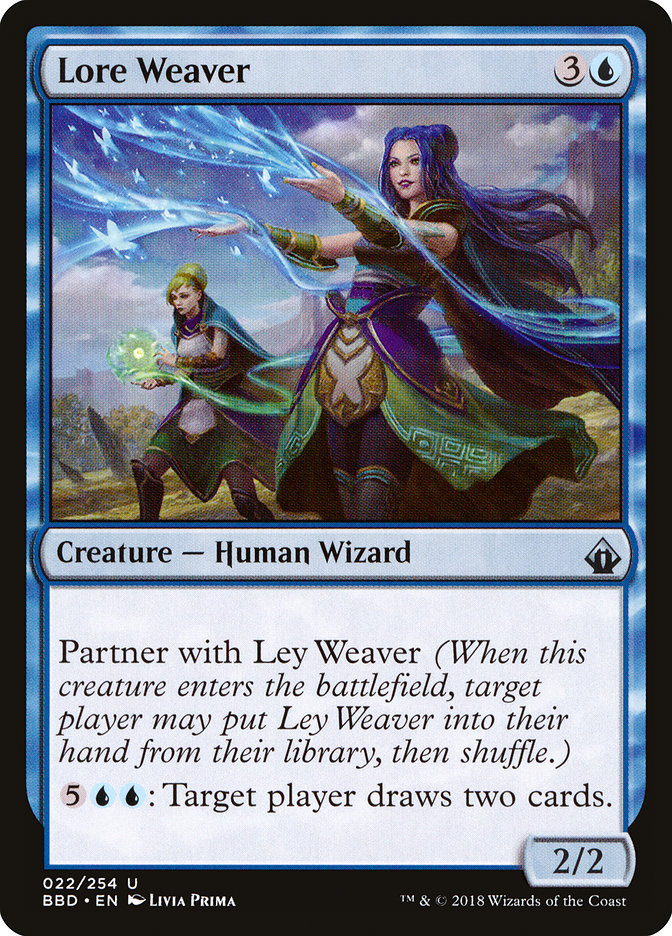 Lore Weaver 3
Creature — Human Wizard
Partner with Ley Weaver (When this
creature enters the battlefield, target
player may put Ley Weaver into their
hand from their library, then shuffle.)
5: Target player draws two cards.
2/2
022/254 U
BBD • EN Livia Prima
™ & © 2018 Wizards of the Coast